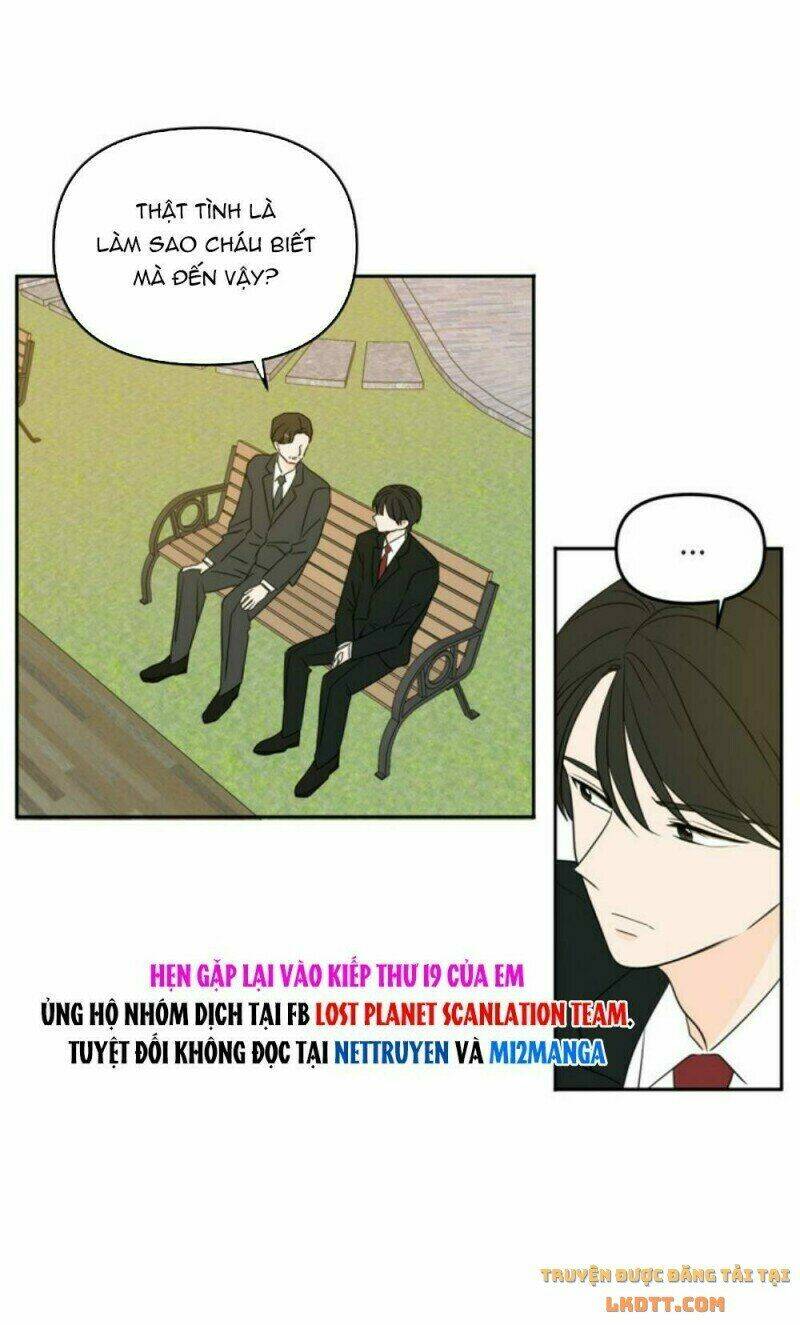 THẬT TÌNH LÀ
LÀM SAO CHÁU BIẾT
MÀ ĐẾN VẬY?
...
HẸN GẶP LẠI VÀO KIẾP THỨ 19 CỦA EM
ỦNG HỘ NHÓM DỊCH TẠI FB LOST PLANET SCANLATION TEAM.
TUYỆT ĐỐI KHÔNG ĐỌC TẠI NETTRUYEN VÀ MI2MANGA
TRUYỆN ĐƯỢC ĐĂNG TẢI TẠI
LKDTT.COM